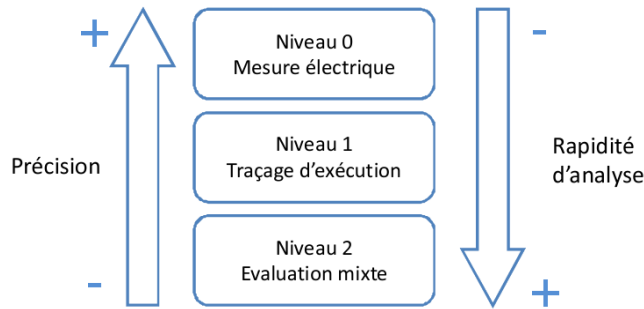 +
-
Niveau 0
Mesure électrique
Niveau 1
Traçage d'exécution
Précision
Rapidité
d'analyse
Niveau 2
Evaluation mixte
-
+